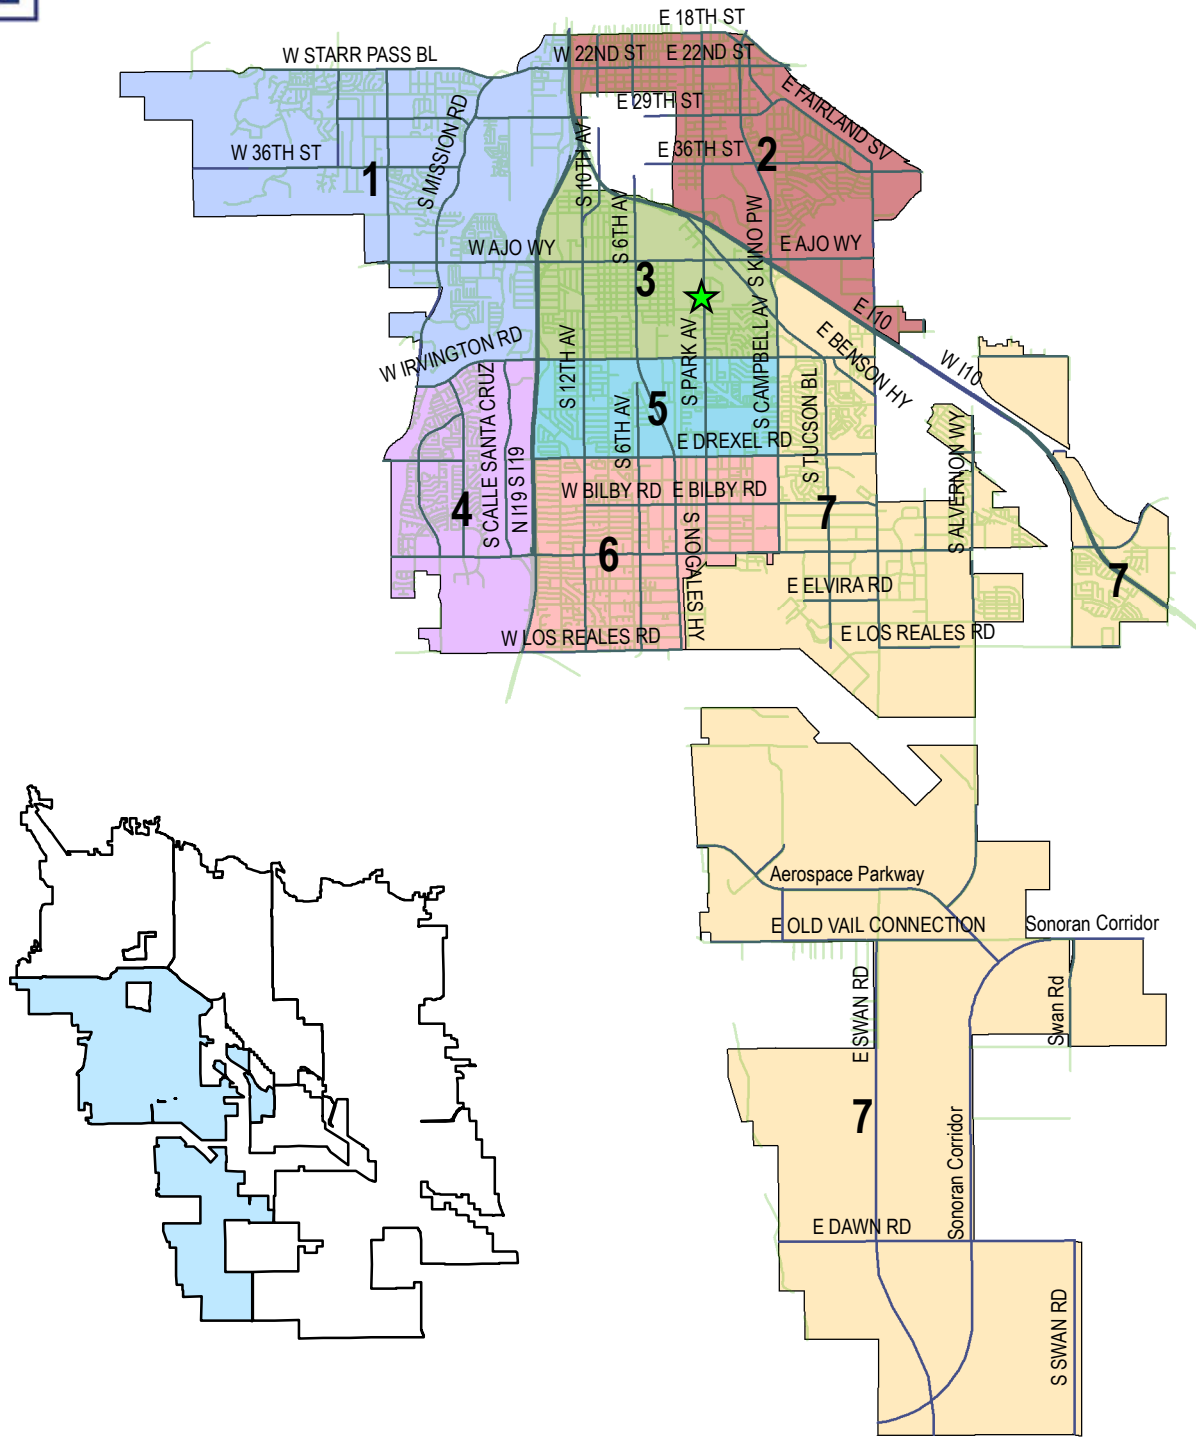 E 18TH ST
W STARR PASS BL
W 22ND ST
E 22ND ST
E 29TH ST
E FAIRLAND SV
S MISSION RD
S 10TH AV
W 36TH ST
E 36TH ST
2
1
S 6TH AV
S KINO PW
W AJO WY
E AJO WY
3
E I10
W IRVINGTON RD
S 12TH AV
S PARK AV
S CAMPBELL AV
E BENSON HY
W I10
S CALLE SANTA CRUZ
5
S 6TH AV
E DREXEL RD
S TUCSON BL
S ALVERNON WY
N I19 S I19
W BILBY RD
E BILBY RD
4
7
S NOGALES HY
6
E ELVIRA RD
7
W LOS REALES RD
E LOS REALES RD
Aerospace Parkway
E OLD VAIL CONNECTION
Sonoran Corridor
E SWAN RD
Swan Rd
7
Sonoran Corridor
E DAWN RD
S SWAN RD